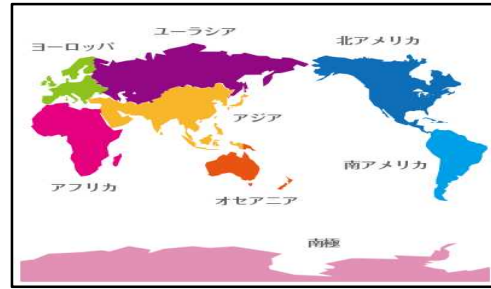 ユーラシア
ヨーロッパ
北アメリカ
アジア
南アメリカ
アフリカ
オセアニア
南極